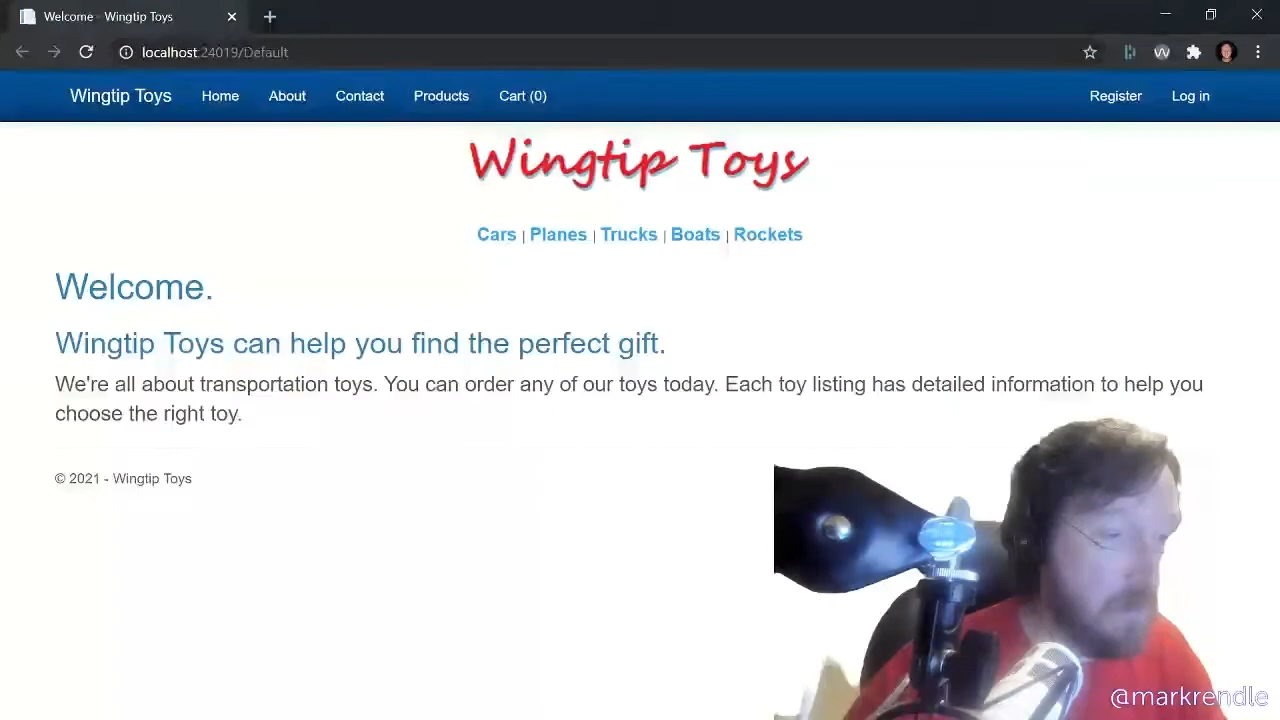 Welcome - Wingtip Toys
localhost:24019/Default
Wingtip Toys Home About Contact Products Cart (0) Register Log in
Wingtip Toys
Cars | Planes | Trucks | Boats | Rockets
Welcome.
Wingtip Toys can help you find the perfect gift.
We're all about transportation toys. You can order any of our toys today. Each toy listing has detailed information to help you
choose the right toy.
© 2021 - Wingtip Toys
@markrendle